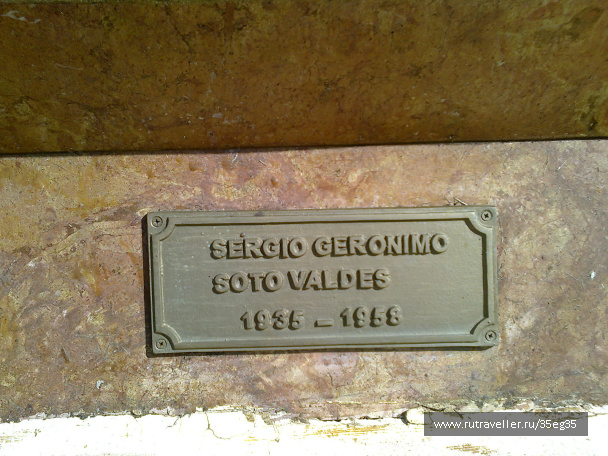 SERGIO GERONIMO
SOTO VALDES
1935 – 1958
www.rutraveller.ru/35eg35